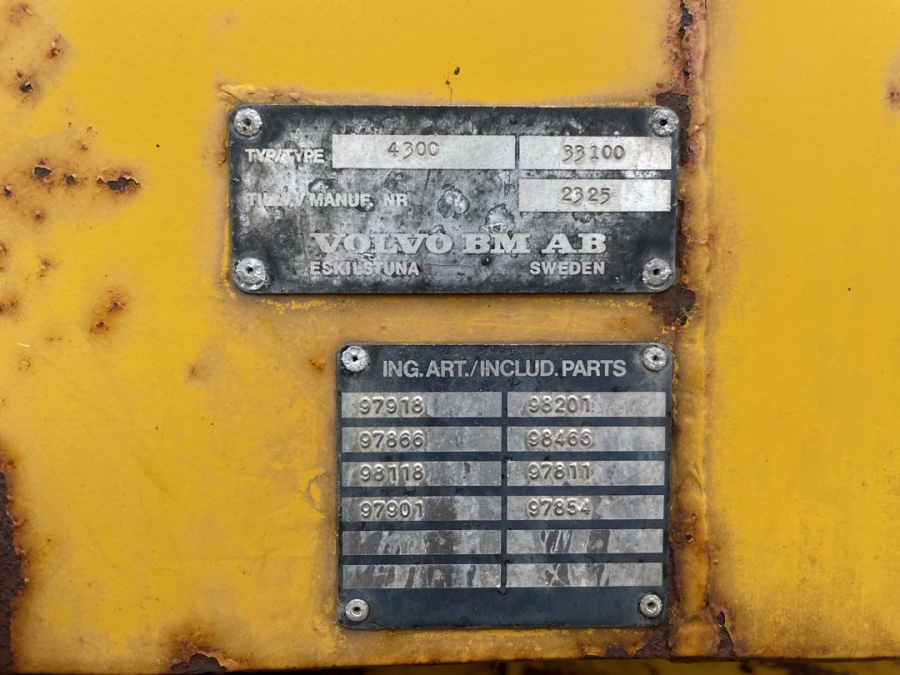 TYP/TYPE 4300 33100
TILLV./MANUF. NR 2325
VOLVO BM AB
ESKILSTUNA SWEDEN
ING.ART./INCLUD.PARTS
97918 98201
97866 98466
98118 97811
97901 97854